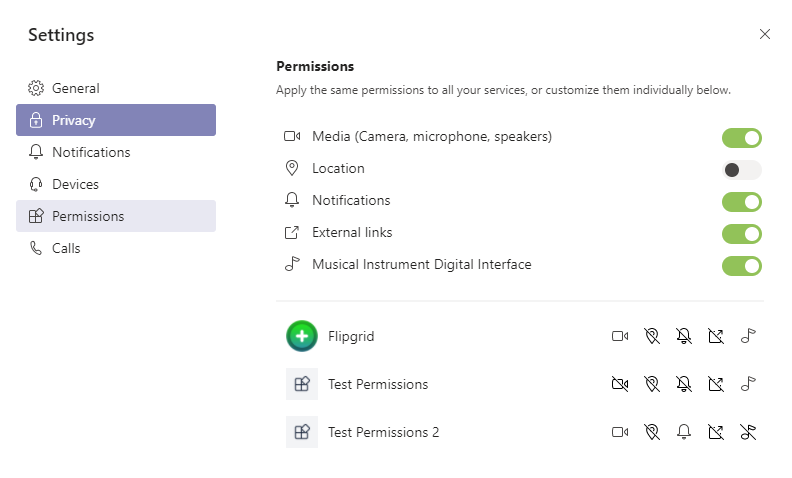 Settings
General
Privacy
Notifications
Devices
Permissions
Calls
Permissions
Apply the same permissions to all your services, or customize them individually below.
Media (Camera, microphone, speakers)
Location
Notifications
External links
Musical Instrument Digital Interface
Flipgrid
Test Permissions
Test Permissions 2